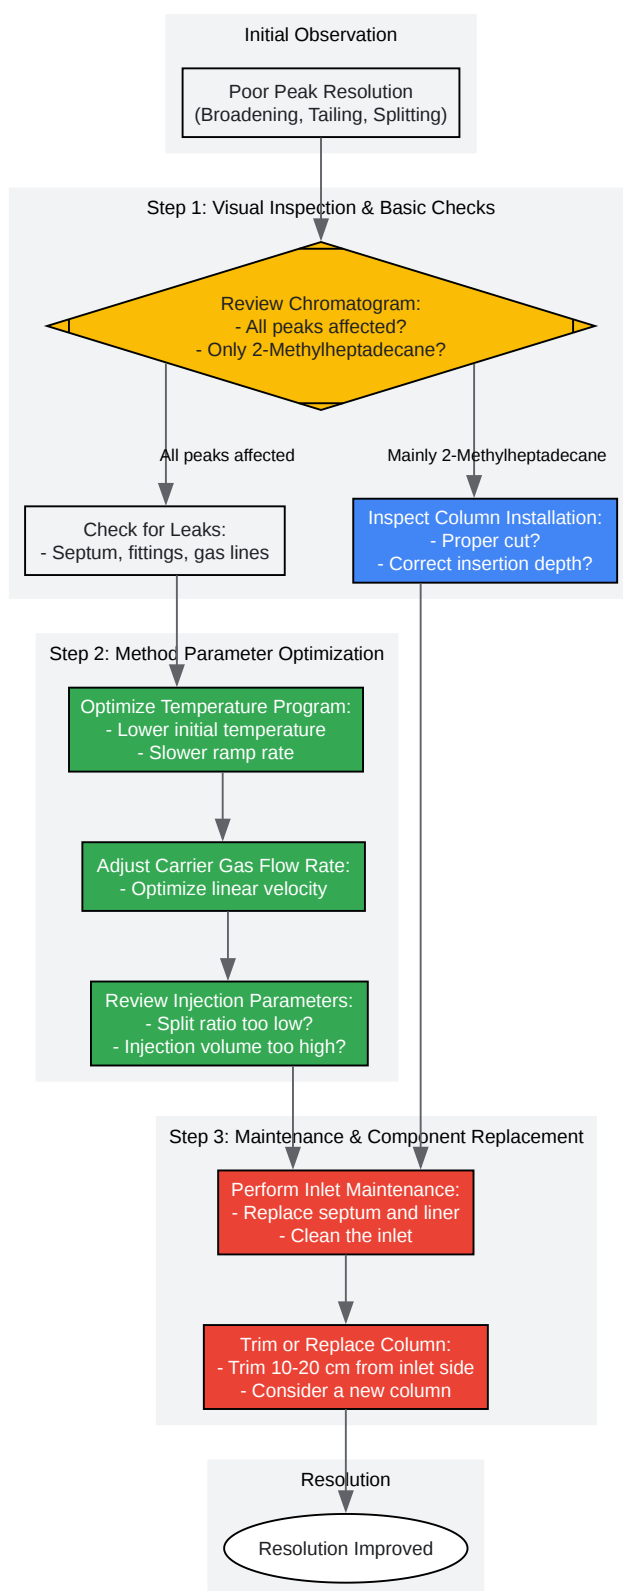 Initial Observation
Poor Peak Resolution
(Broadening, Tailing, Splitting)
Step 1: Visual Inspection & Basic Checks
Review Chromatogram:
- All peaks affected?
- Only 2-Methylheptadecane?
All peaks affected
Mainly 2-Methylheptadecane
Check for Leaks:
- Septum, fittings, gas lines
Inspect Column Installation:
- Proper cut?
- Correct insertion depth?
Step 2: Method Parameter Optimization
Optimize Temperature Program:
- Lower initial temperature
- Slower ramp rate
Adjust Carrier Gas Flow Rate:
- Optimize linear velocity
Review Injection Parameters:
- Split ratio too low?
- Injection volume too high?
Step 3: Maintenance & Component Replacement
Perform Inlet Maintenance:
- Replace septum and liner
- Clean the inlet
Trim or Replace Column:
- Trim 10-20 cm from inlet side
- Consider a new column
Resolution
Resolution Improved